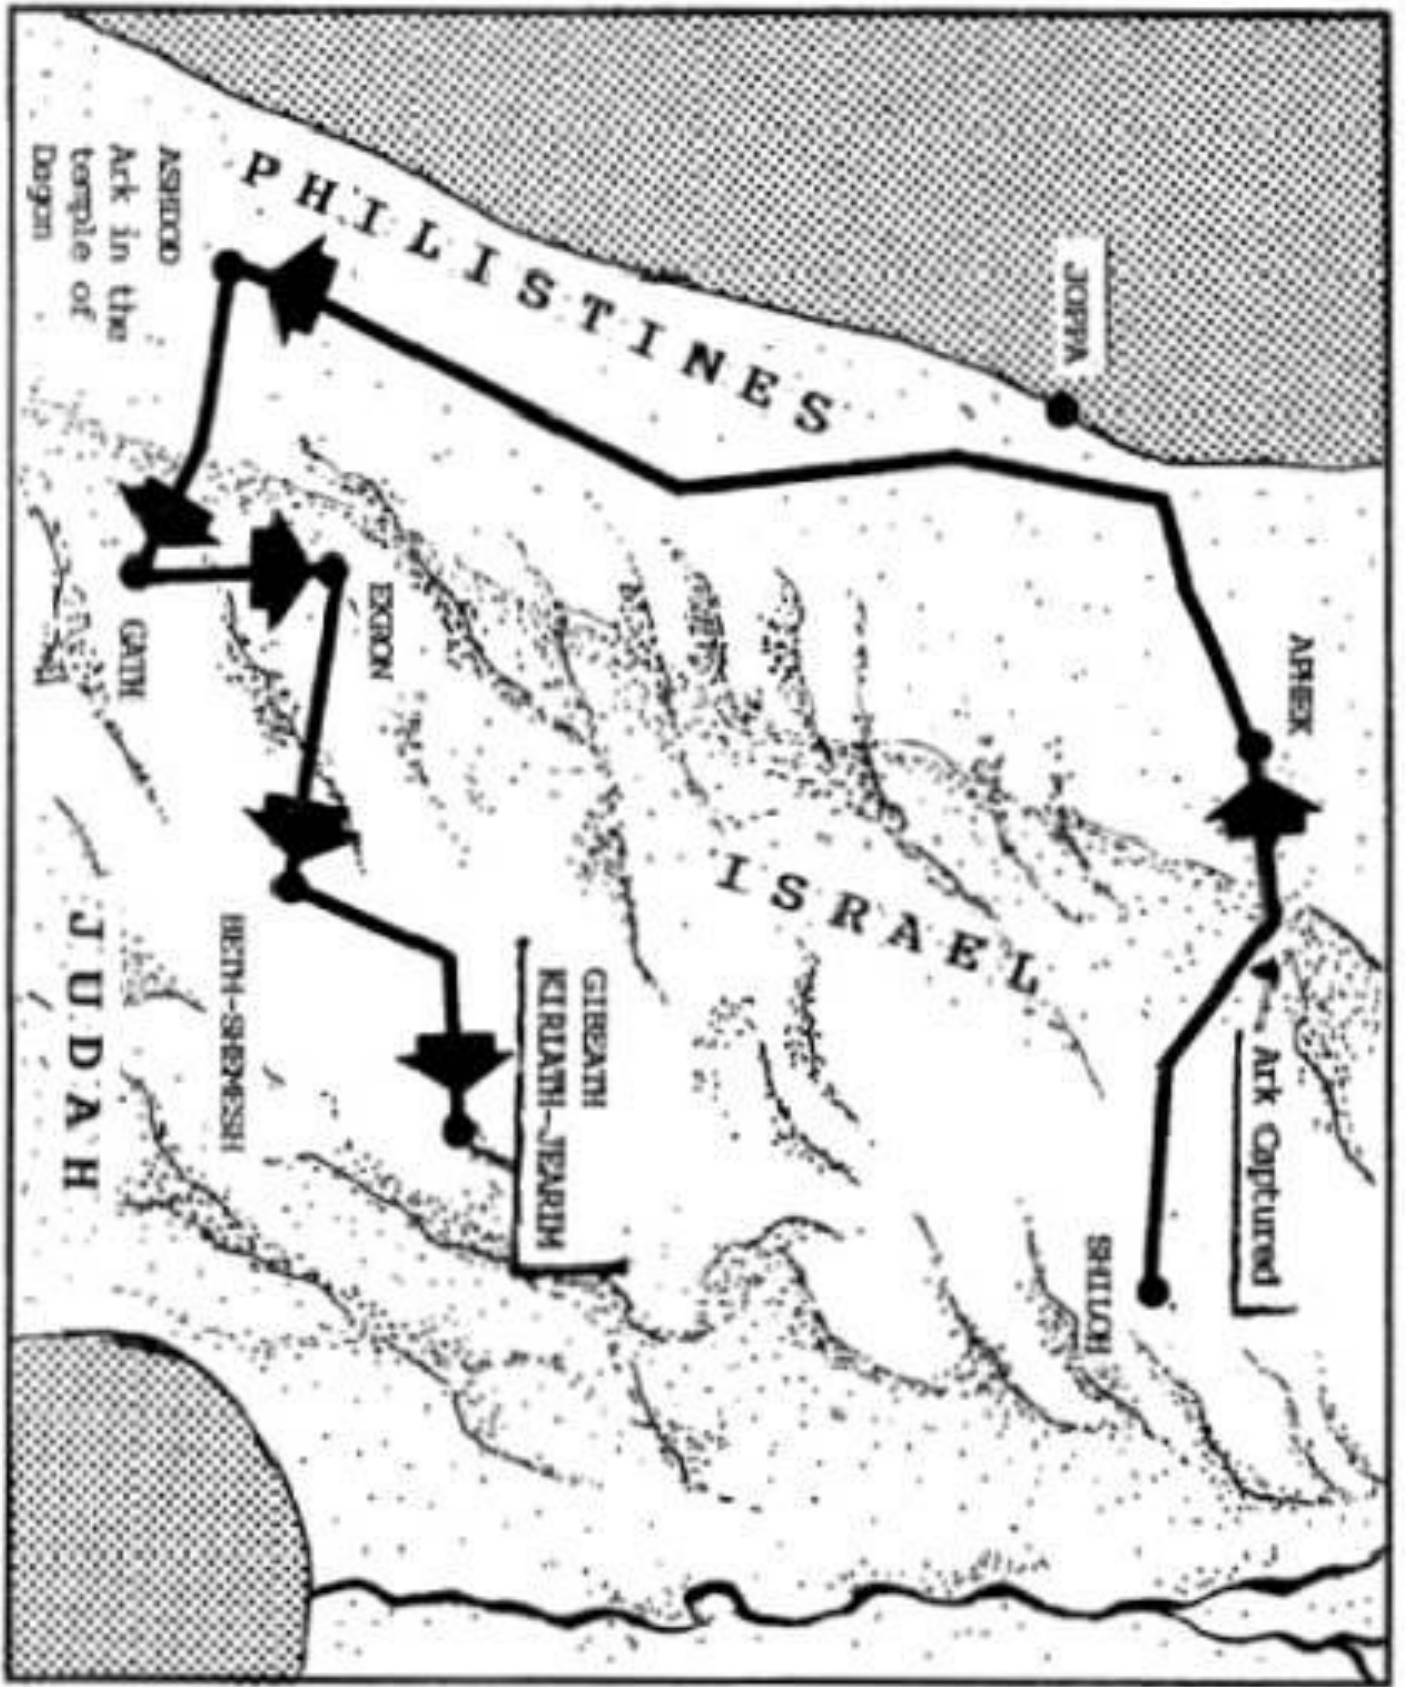 APHEK
Ark Captured
SHILOH
JOPPA
PHILISTINES
ISRAEL
GIBEATH
KIRIATH-JEARIM
EKRON
BETH-SHEMESH
ASHDOD
Ark in the
temple of
Dagon
GATH
JUDAH